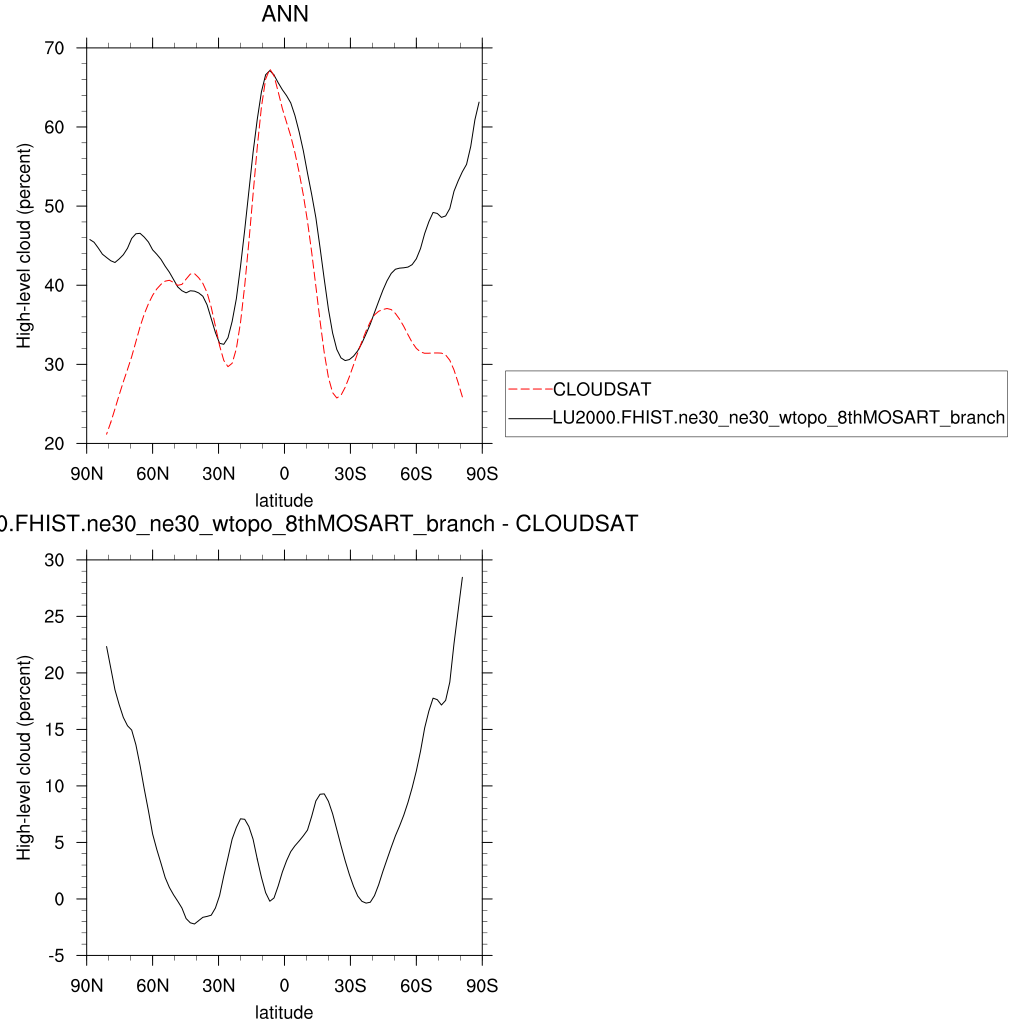 ANN
70
60
50
40
30
20
High-level cloud (percent)
90N 60N 30N 0 30S 60S 90S
latitude
CLOUDSAT
LU2000.FHIST.ne30_ne30_wtopo_8thMOSART_branch
0.FHIST.ne30_ne30_wtopo_8thMOSART_branch - CLOUDSAT
30
25
20
15
10
5
0
-5
High-level cloud (percent)
90N 60N 30N 0 30S 60S 90S
latitude